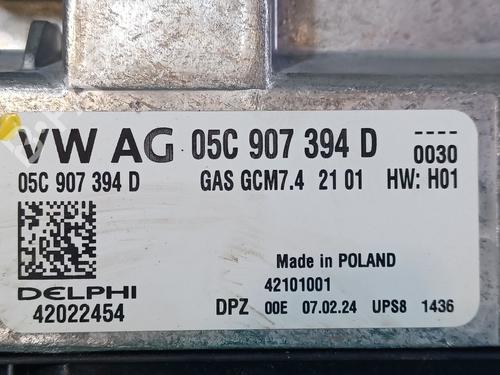 VW AG 05C 907 394 D ----
0030
05C 907 394 D GAS GCM7.4 21 01 HW: H01
Made in POLAND
42101001
DELPHI
42022454
DPZ 00E 07.02.24 UPS8 1436